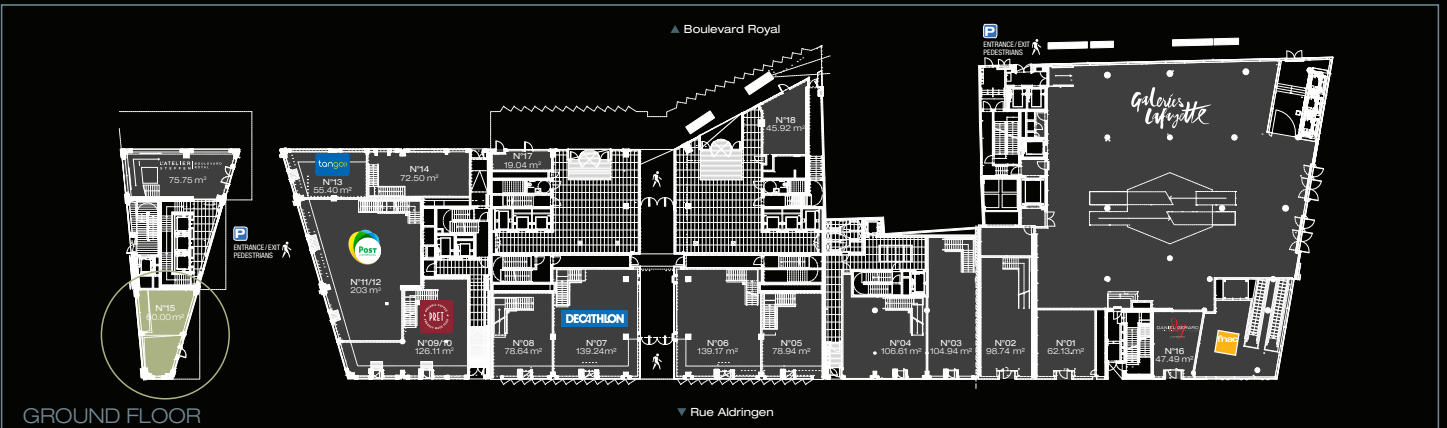 ▲ Boulevard Royal
P
ENTRANCE/EXIT
PEDESTRIANS
Galeries
Lafayette
L'ATELIER
STEFFEN
BOULEVARD
ROYAL
75.75 m²
P
ENTRANCE/EXIT
PEDESTRIANS
N°15
60.00 m²
tango
N°13
55.40 m²
N°14
72.50 m²
N°17
19.04 m²
N°18
45.92 m²
POST
N°11/12
203 m²
PRET
N°09/10
126.11 m²
N°08
78.64 m²
DECATHLON
N°07
139.24m²
N°06
139.17 m²
N°05
78.94 m²
N°04
106.61 m²
N°03
104.94 m²
N°02
98.74 m²
N°01
62.13 m²
N°16
47.49 m²
fnac
GROUND FLOOR
▼ Rue Aldringen